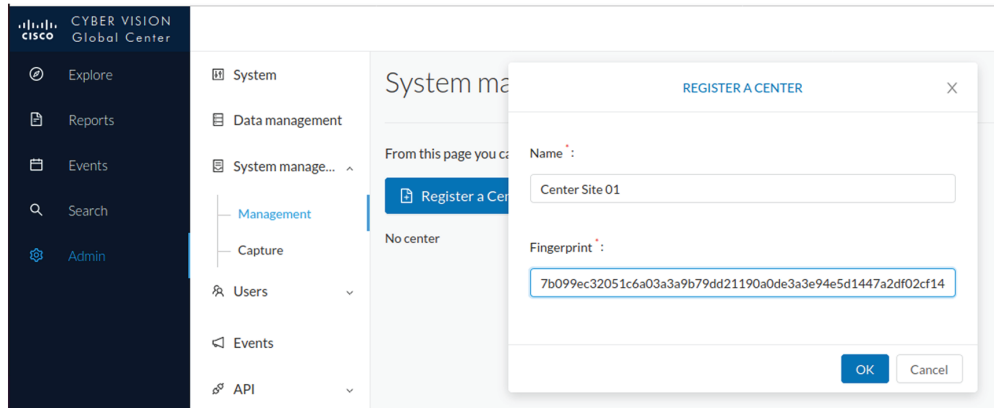 CYBER VISION
cisco Global Center
Explore
Reports
Events
Search
Admin
System
Data management
System manage...
Management
Capture
Users
Events
API
System ma
From this page you ca
Register a Cer
No center
REGISTER A CENTER
Name * :
Center Site 01
Fingerprint * :
7b099ec32051c6a03a3a9b79dd21190a0de3a3e94e5d1447a2df02cf14
OK
Cancel